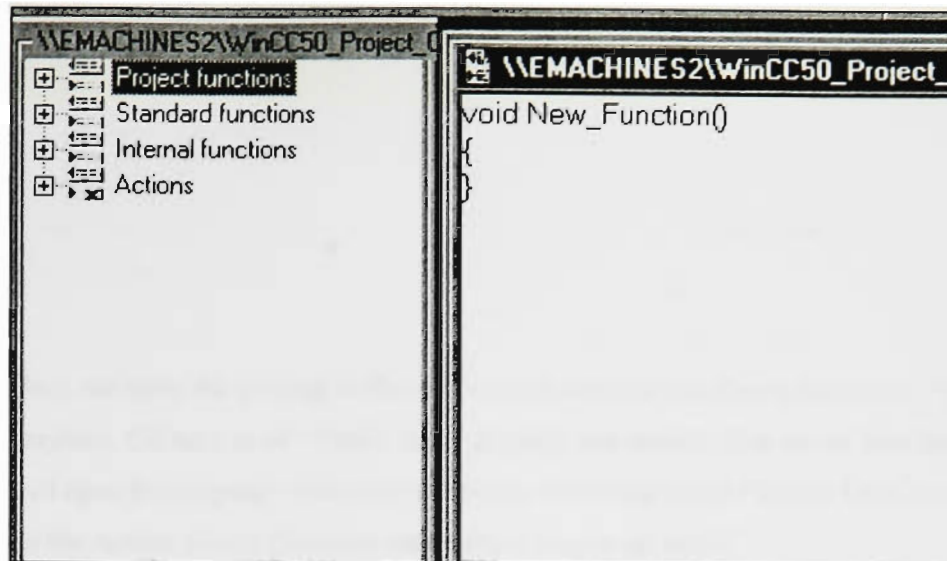 \\EMACHINES2\WinCC50_Project_
Project functions
Standard functions
Internal functions
Actions
\\EMACHINES2\WinCC50_Project_
void New_Function()
{
}